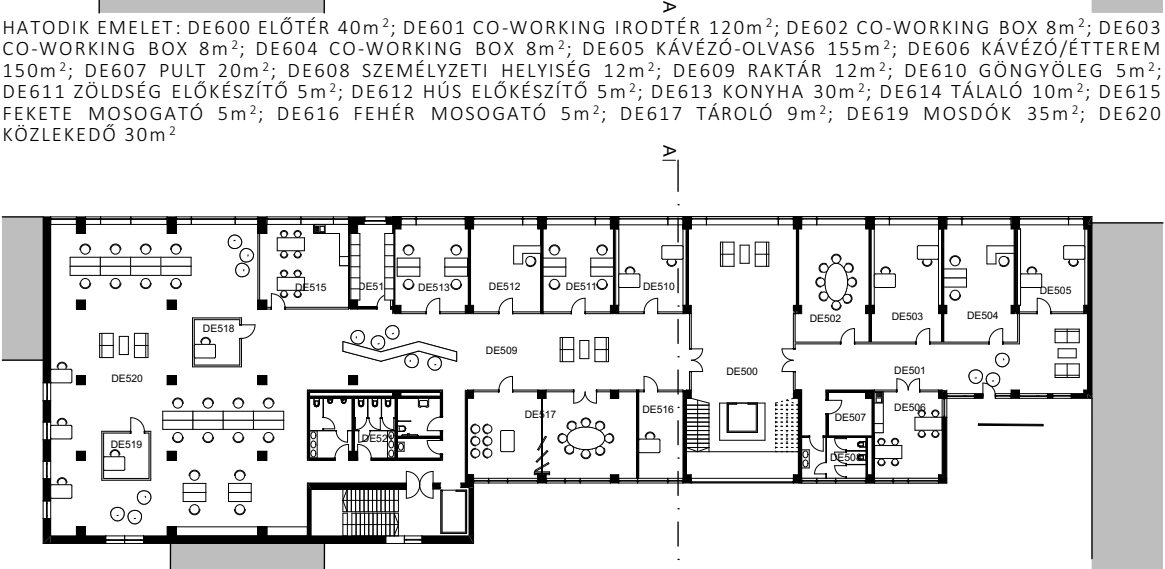 A
HATODIK EMELET: DE600 ELŐTÉR 40m²; DE601 CO-WORKING IRODTÉR 120m²; DE602 CO-WORKING BOX 8m²; DE603
CO-WORKING BOX 8m²; DE604 CO-WORKING BOX 8m²; DE605 KÁVÉZÓ-OLVAS6 155m²; DE606 KÁVÉZÓ/ÉTTEREM
150m²; DE607 PULT 20m²; DE608 SZEMÉLYZETI HELYISÉG 12m²; DE609 RAKTÁR 12m²; DE610 GÖNGYÖLEG 5m²;
DE611 ZÖLDSÉG ELŐKÉSZÍTŐ 5m²; DE612 HÚS ELŐKÉSZÍTŐ 5m²; DE613 KONYHA 30m²; DE614 TÁLALÓ 10m²; DE615
FEKETE MOSOGATÓ 5m²; DE616 FEHÉR MOSOGATÓ 5m²; DE617 TÁROLÓ 9m²; DE619 MOSDÓK 35m²; DE620
KÖZLEKEDŐ 30m²
A
DE515
DE513
DE512
DE511
DE510
DE502
DE503
DE504
DE505
DE518
DE509
DE520
DE500
DE501
DE519
DE517
DE516
DE507
DE506